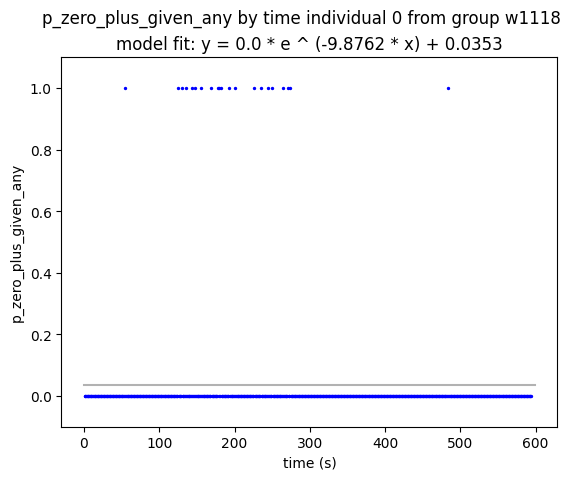 p_zero_plus_given_any by time individual 0 from group w1118
model fit: y = 0.0 * e ^ (-9.8762 * x) + 0.0353
1.0
0.8
0.6
0.4
0.2
0.0
p_zero_plus_given_any
0 100 200 300 400 500 600
time (s)